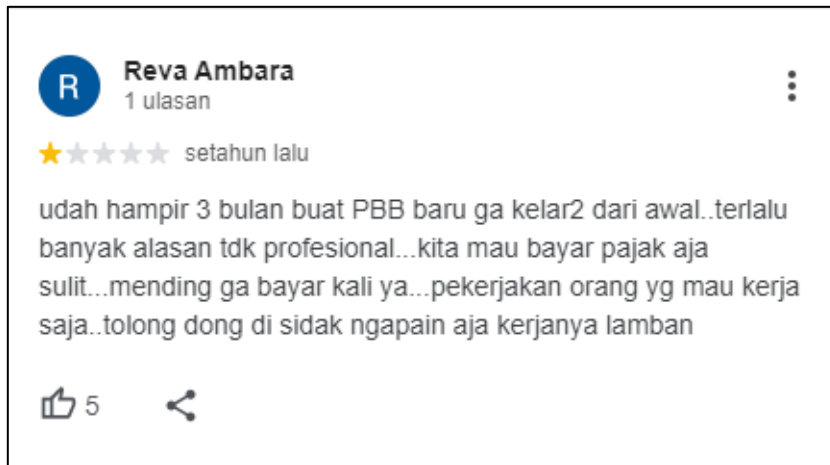 R
Reva Ambara
1 ulasan
setahun lalu
udah hampir 3 bulan buat PBB baru ga kelar2 dari awal..terlalu
banyak alasan tdk profesional...kita mau bayar pajak aja
sulit...mending ga bayar kali ya...pekerjakan orang yg mau kerja
saja..tolong dong di sidak ngapain aja kerjanya lamban
5